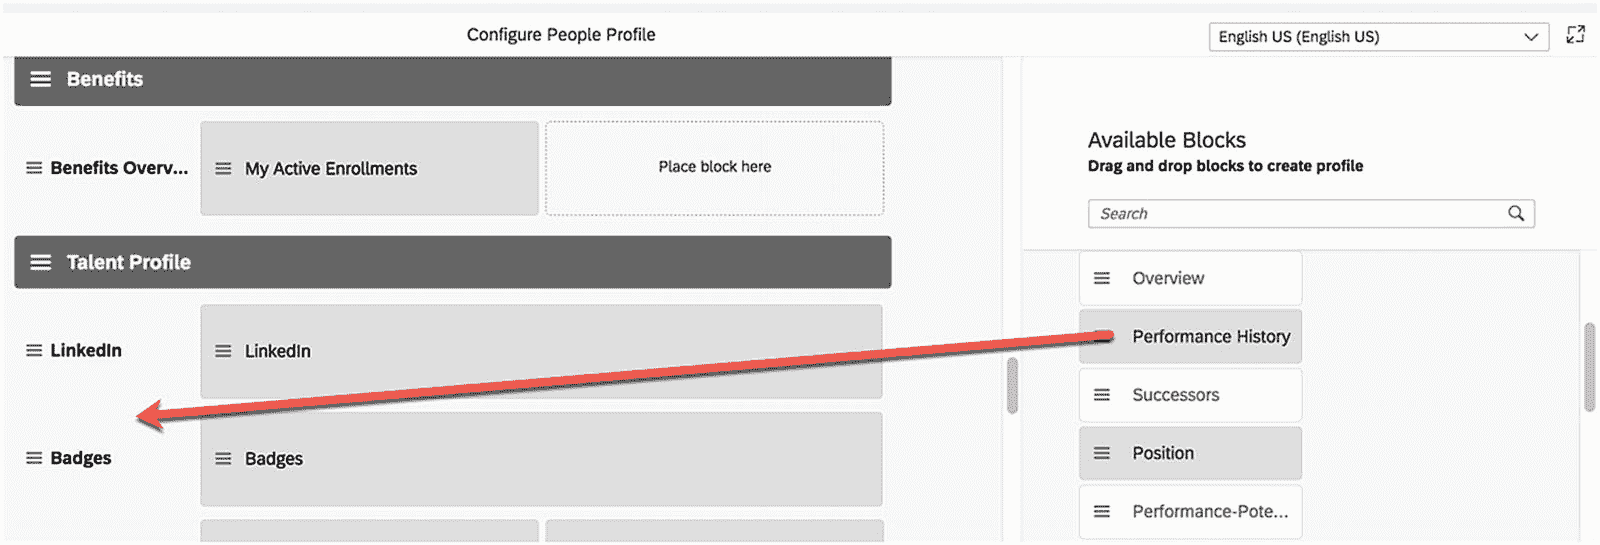 Configure People Profile
English US (English US)
Benefits
Benefits Overv...
My Active Enrollments
Place block here
Talent Profile
LinkedIn
LinkedIn
Badges
Badges
Available Blocks
Drag and drop blocks to create profile
Search
Overview
Performance History
Successors
Position
Performance-Pote...